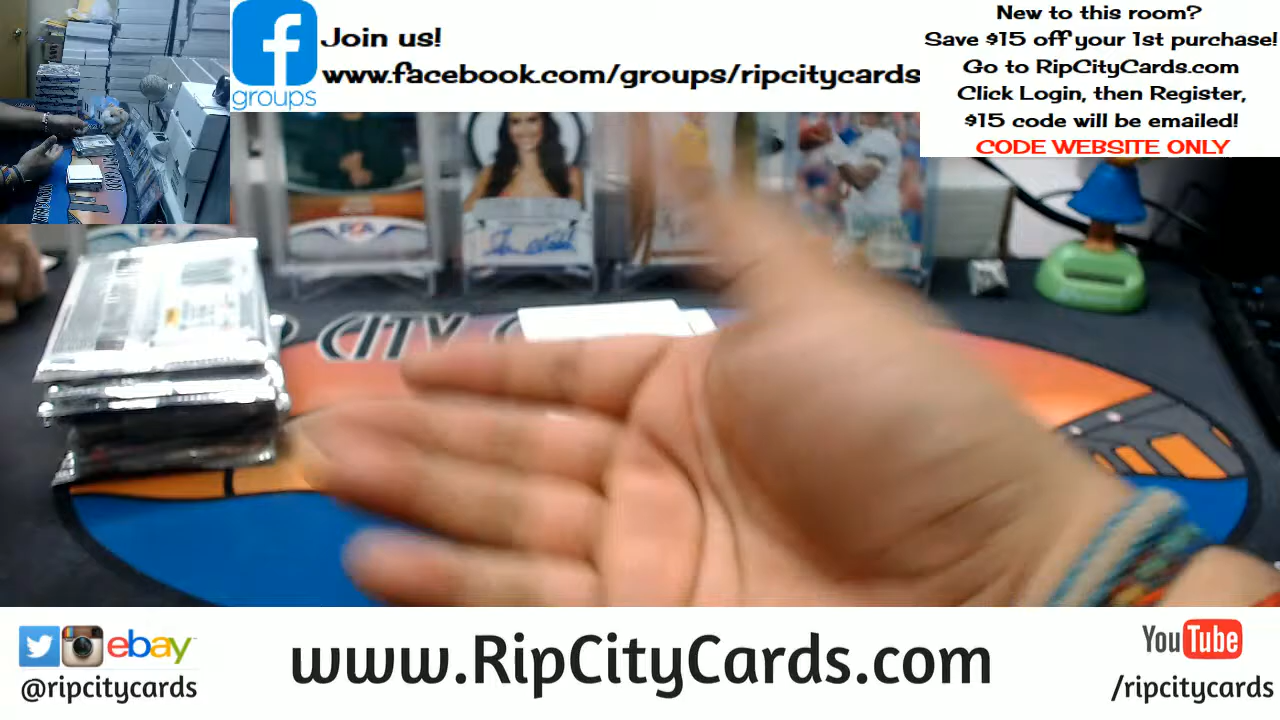 Join us!
www.facebook.com/groups/ripcitycards
groups
New to this room?
Save $15 off your 1st purchase!
Go to RipCityCards.com
Click Login, then Register,
$15 code will be emailed!
CODE WEBSITE ONLY
CITY
ebay
@ripcitycards
www.RipCityCards.com
YouTube
/ripcitycards